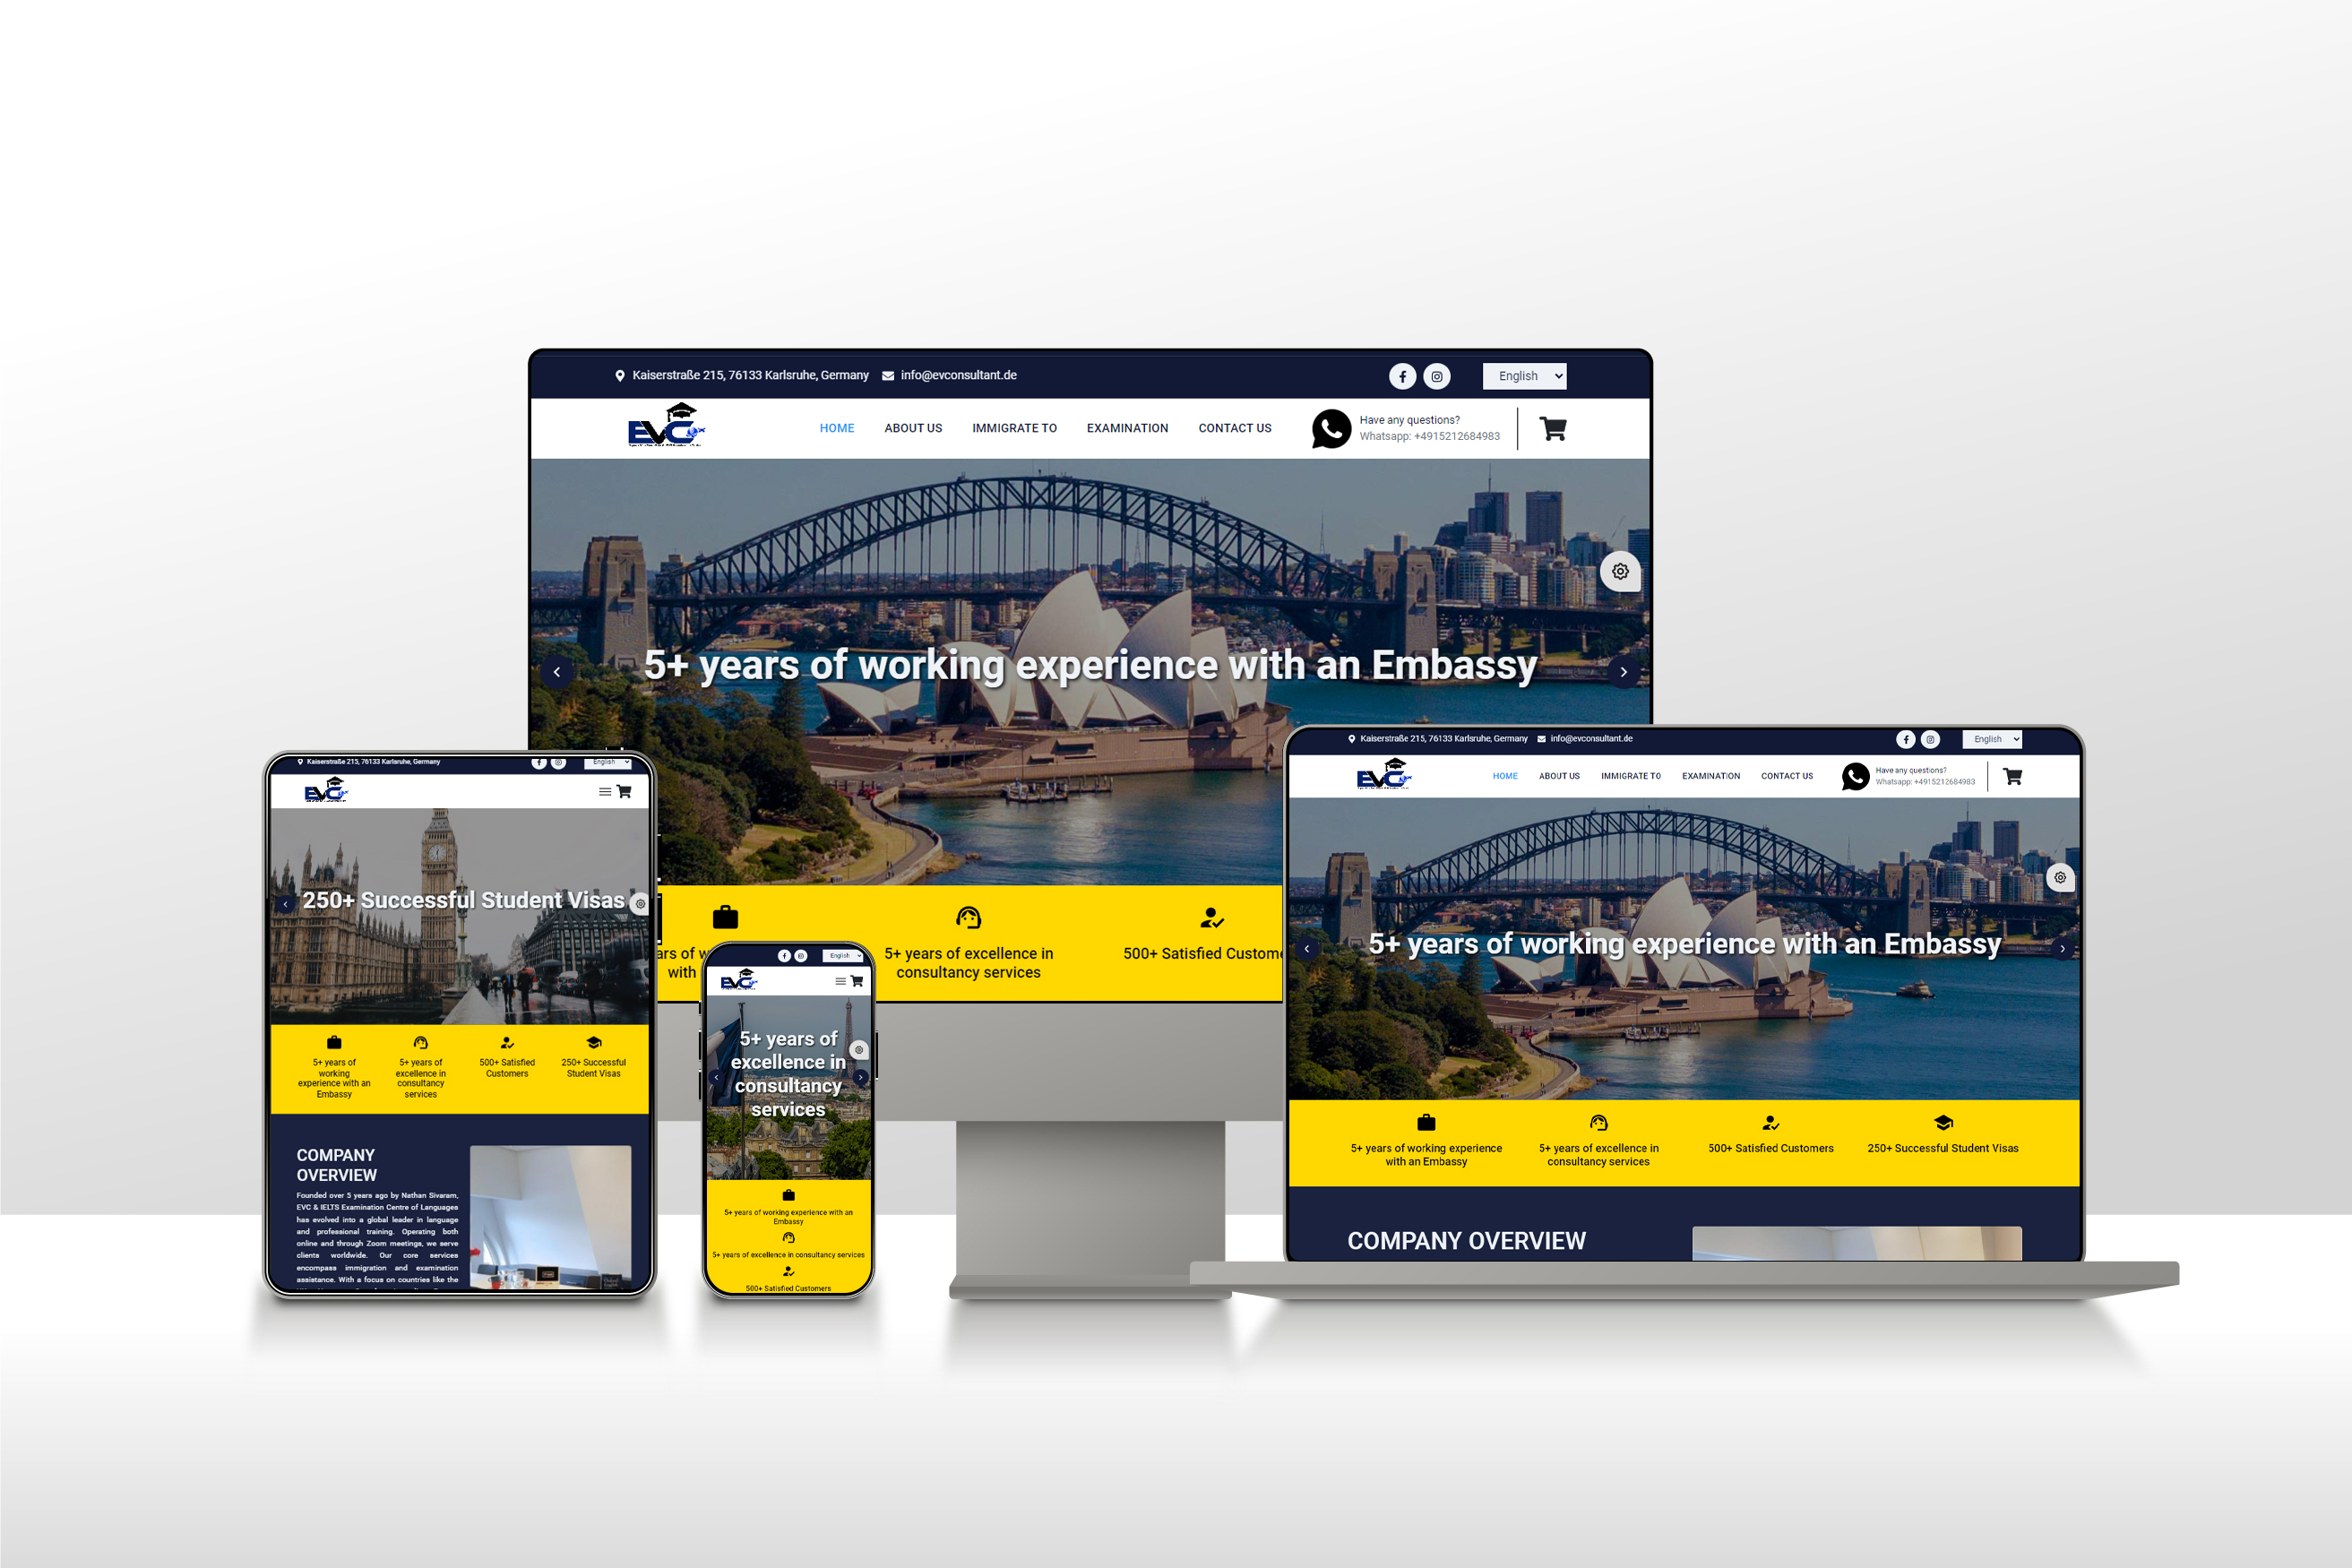 Kaiserstraße 215, 76133 Karlsruhe, Germany info@evconsultant.de English
EVC HOME ABOUT US IMMIGRATE TO EXAMINATION CONTACT US Have any questions?
Whatsapp: +4915212684983
5+ years of working experience with an Embassy
ars of w
with
5+ years of excellence in
consultancy services
500+ Satisfied Custome
Kaiserstraße 215, 76133 Karlsruhe, Germany English
EVC
250+ Successful Student Visas
5+ years of
working
experience with an
Embassy
5+ years of
excellence in
consultancy
services
500+ Satisfied
Customers
250+ Successful
Student Visas
COMPANY
OVERVIEW
Founded over 5 years ago by Nathan Sivaram,
EVC & IELTS Examination Centre of Languages
has evolved into a global leader in language
and professional training. Operating both
online and through Zoom meetings, we serve
clients worldwide. Our core services
encompass immigration and examination
assistance. With a focus on countries like the
English
EVC
5+ years of
excellence in
consultancy
services
5+ years of working experience with an
Embassy
5+ years of excellence in consultancy services
500+ Satisfied Customers
Kaiserstraße 215, 76133 Karlsruhe, Germany info@evconsultant.de English
EVC HOME ABOUT US IMMIGRATE TO EXAMINATION CONTACT US Have any questions?
Whatsapp: +4915212684983
5+ years of working experience with an Embassy
5+ years of working experience
with an Embassy
5+ years of excellence in
consultancy services
500+ Satisfied Customers
250+ Successful Student Visas
COMPANY OVERVIEW